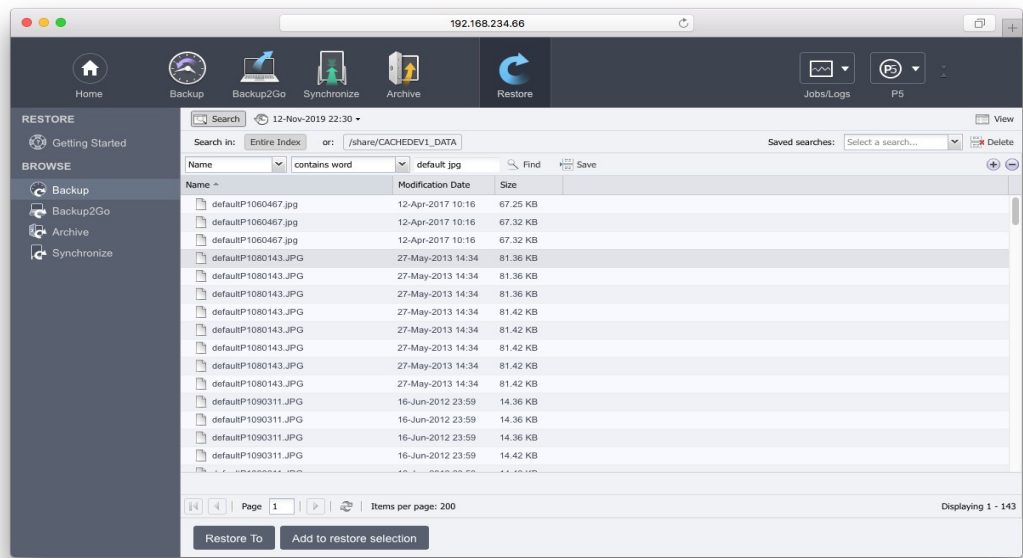 192.168.234.66
Home
Backup
Backup2Go
Synchronize
Archive
Restore
Jobs/Logs
P5
P5
RESTORE
Getting Started
BROWSE
Backup
Backup2Go
Archive
Synchronize
Search
12-Nov-2019 22:30
View
Search in: Entire Index or: /share/CACHEDEV1_DATA
Saved searches: Select a search... Delete
Name contains word default jpg Find Save
Name Modification Date Size
defaultP1060467.jpg 12-Apr-2017 10:16 67.25 KB
defaultP1060467.jpg 12-Apr-2017 10:16 67.32 KB
defaultP1060467.jpg 12-Apr-2017 10:16 67.32 KB
defaultP1080143.JPG 27-May-2013 14:34 81.36 KB
defaultP1080143.JPG 27-May-2013 14:34 81.36 KB
defaultP1080143.JPG 27-May-2013 14:34 81.36 KB
defaultP1080143.JPG 27-May-2013 14:34 81.42 KB
defaultP1080143.JPG 27-May-2013 14:34 81.42 KB
defaultP1080143.JPG 27-May-2013 14:34 81.42 KB
defaultP1080143.JPG 27-May-2013 14:34 81.42 KB
defaultP1080143.JPG 27-May-2013 14:34 81.42 KB
defaultP1090311.JPG 16-Jun-2012 23:59 14.36 KB
defaultP1090311.JPG 16-Jun-2012 23:59 14.36 KB
defaultP1090311.JPG 16-Jun-2012 23:59 14.36 KB
defaultP1090311.JPG 16-Jun-2012 23:59 14.42 KB
Page 1 Items per page: 200
Displaying 1 - 143
Restore To
Add to restore selection